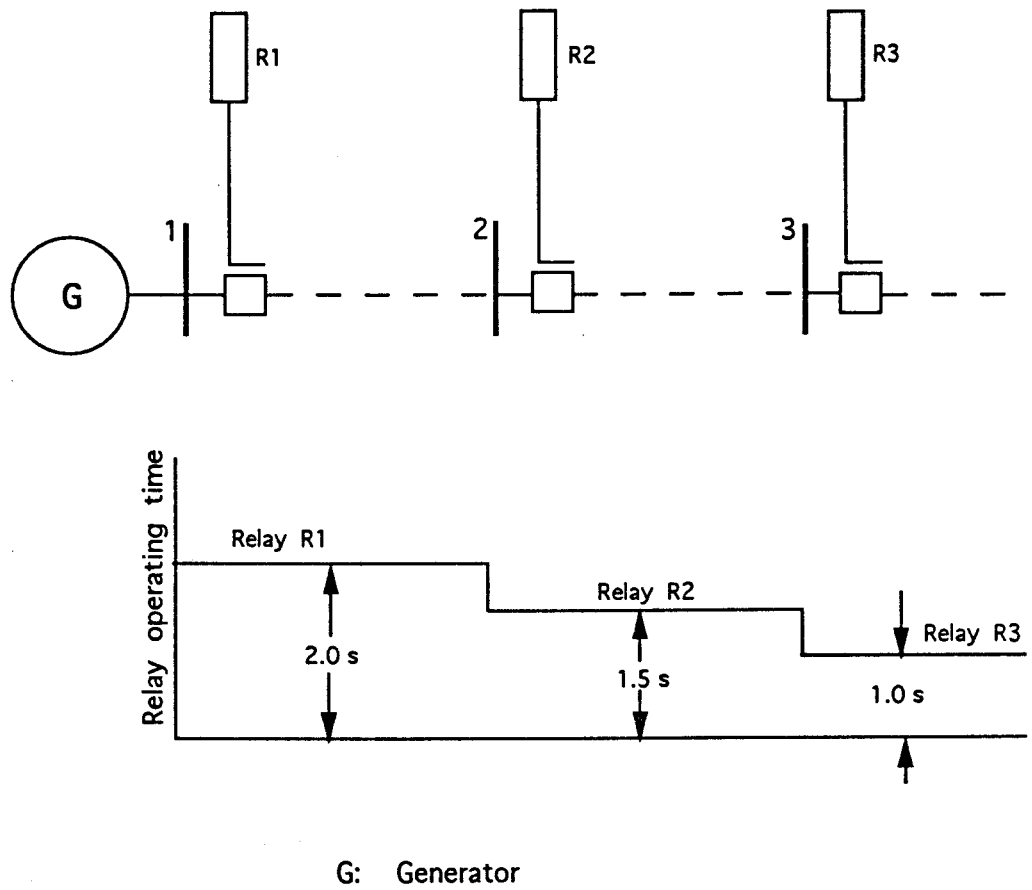 R1
R2
R3
1
2
3
G
Relay operating time
Relay R1
Relay R2
Relay R3
2.0 s
1.5 s
1.0 s
G: Generator